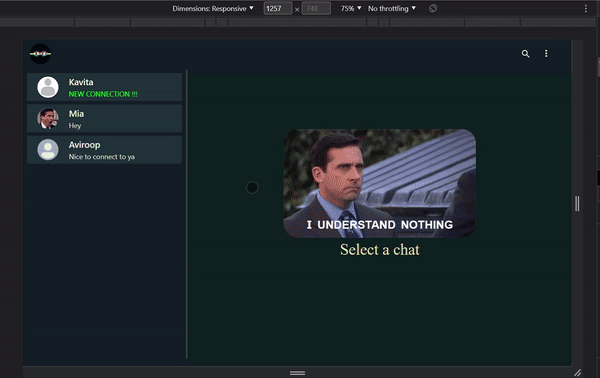 Dimensions: Responsive ▼ 1257 × 748 75% ▼ No throttling ▼
Kavita
NEW CONNECTION !!!
Mia
Hey
Aviroop
Nice to connect to ya
I UNDERSTAND NOTHING
Select a chat